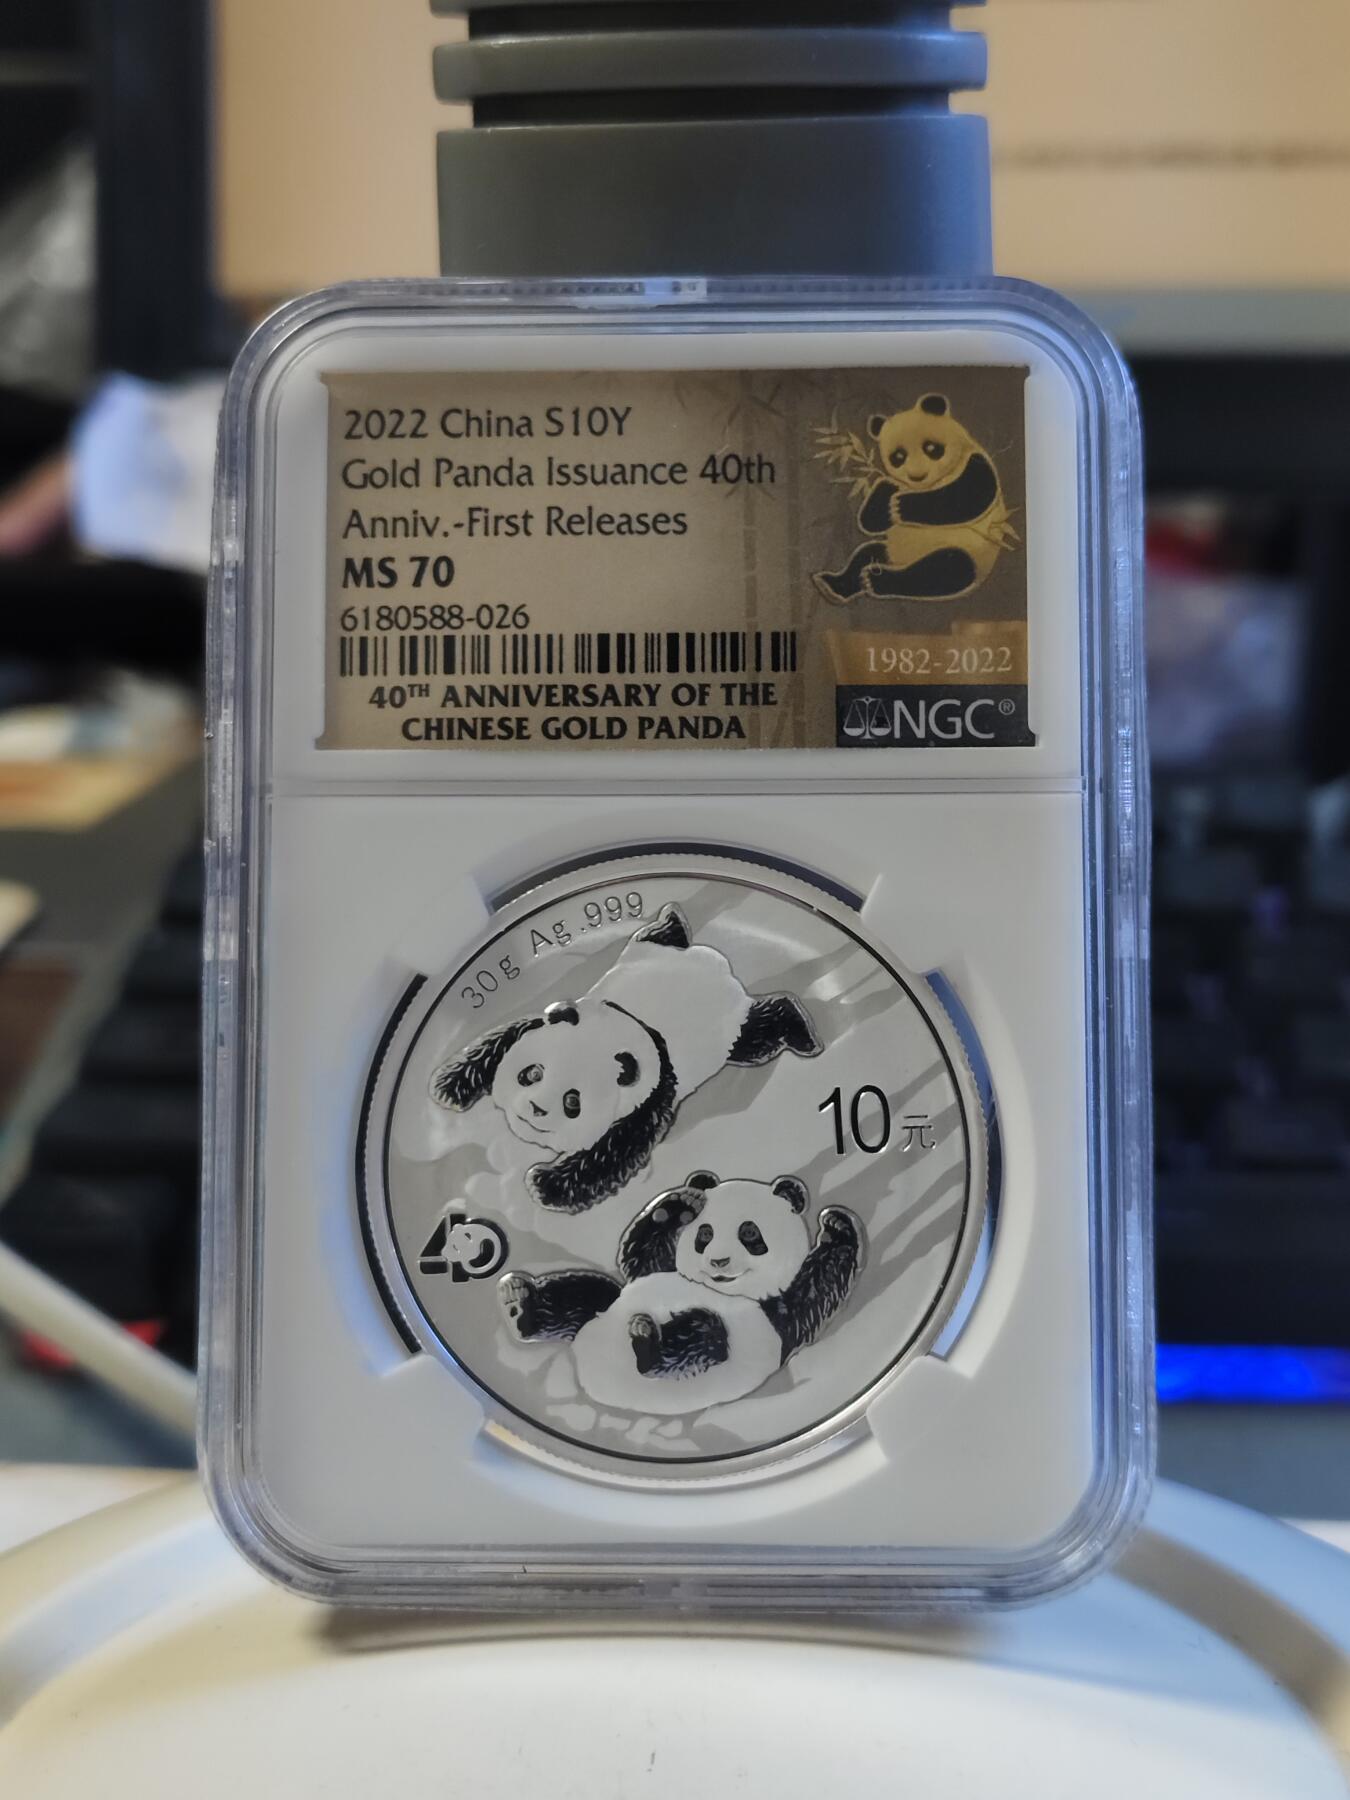 2022 China S10Y
Gold Panda Issuance 40th
Anniv.-First Releases
MS 70
6180588-026
40TH ANNIVERSARY OF THE
CHINESE GOLD PANDA
1982-2022
NGC®
30g Ag .999
10元
40